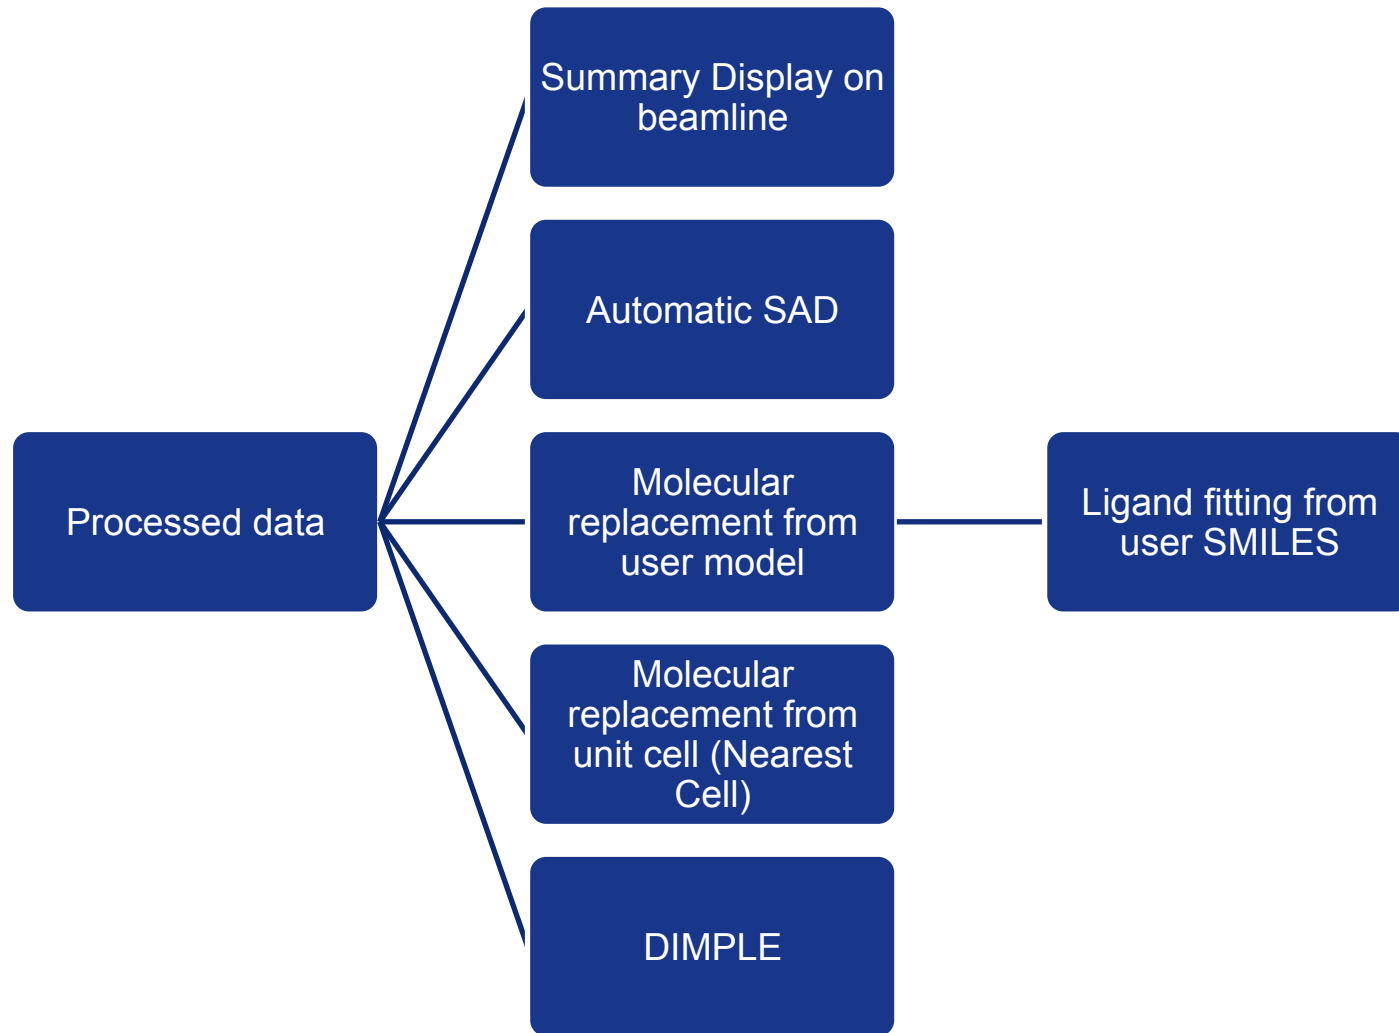 Summary Display on
beamline
Automatic SAD
Processed data
Molecular
replacement from
user model
Ligand fitting from
user SMILES
Molecular
replacement from
unit cell (Nearest
Cell)
DIMPLE